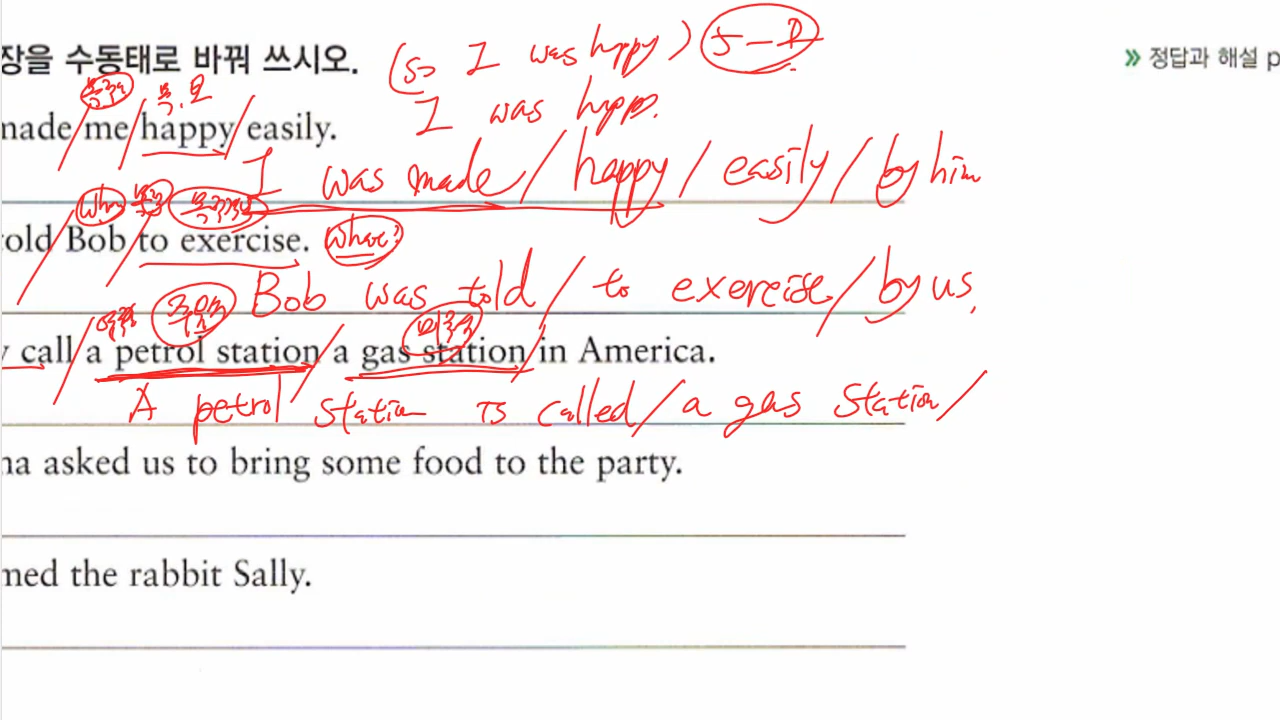 장을 수동태로 바꿔 쓰시오. (so I was happy) 5-D
» 정답과 해설 p
made / me / happy / easily. I was happy.
I was made / happy / easily / by him
told Bob to exercise. what?
Bob was told / to exercise / by us.
y call / a petrol station / a gas station / in America.
A petrol station is called / a gas station /
na asked us to bring some food to the party.
med the rabbit Sally.